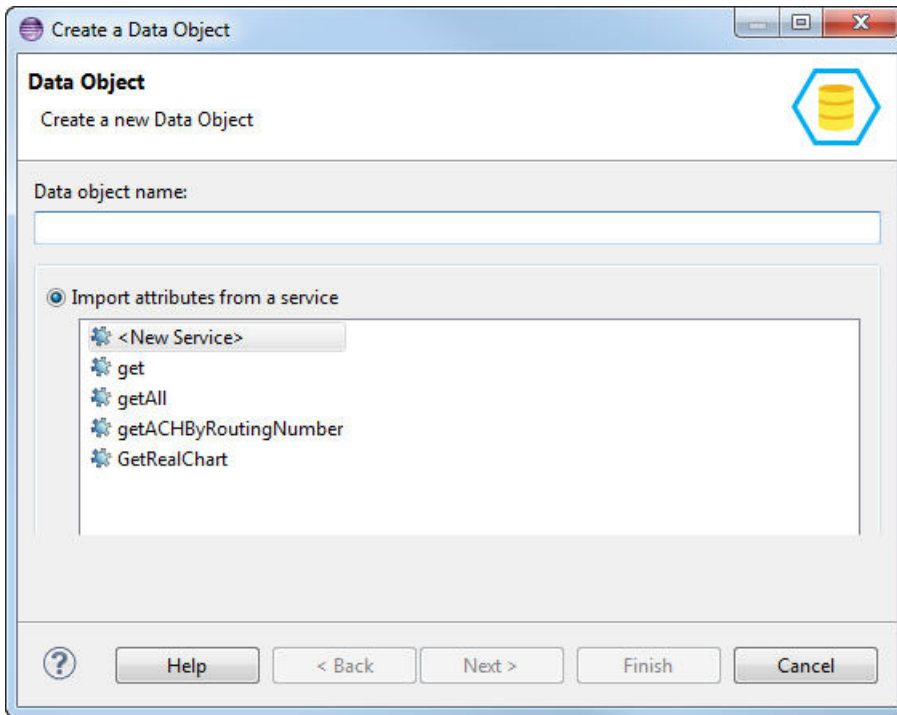 Create a Data Object
Data Object
Create a new Data Object
Data object name:
Import attributes from a service
<New Service>
get
getAll
getACHByRoutingNumber
GetRealChart
? Help < Back Next > Finish Cancel